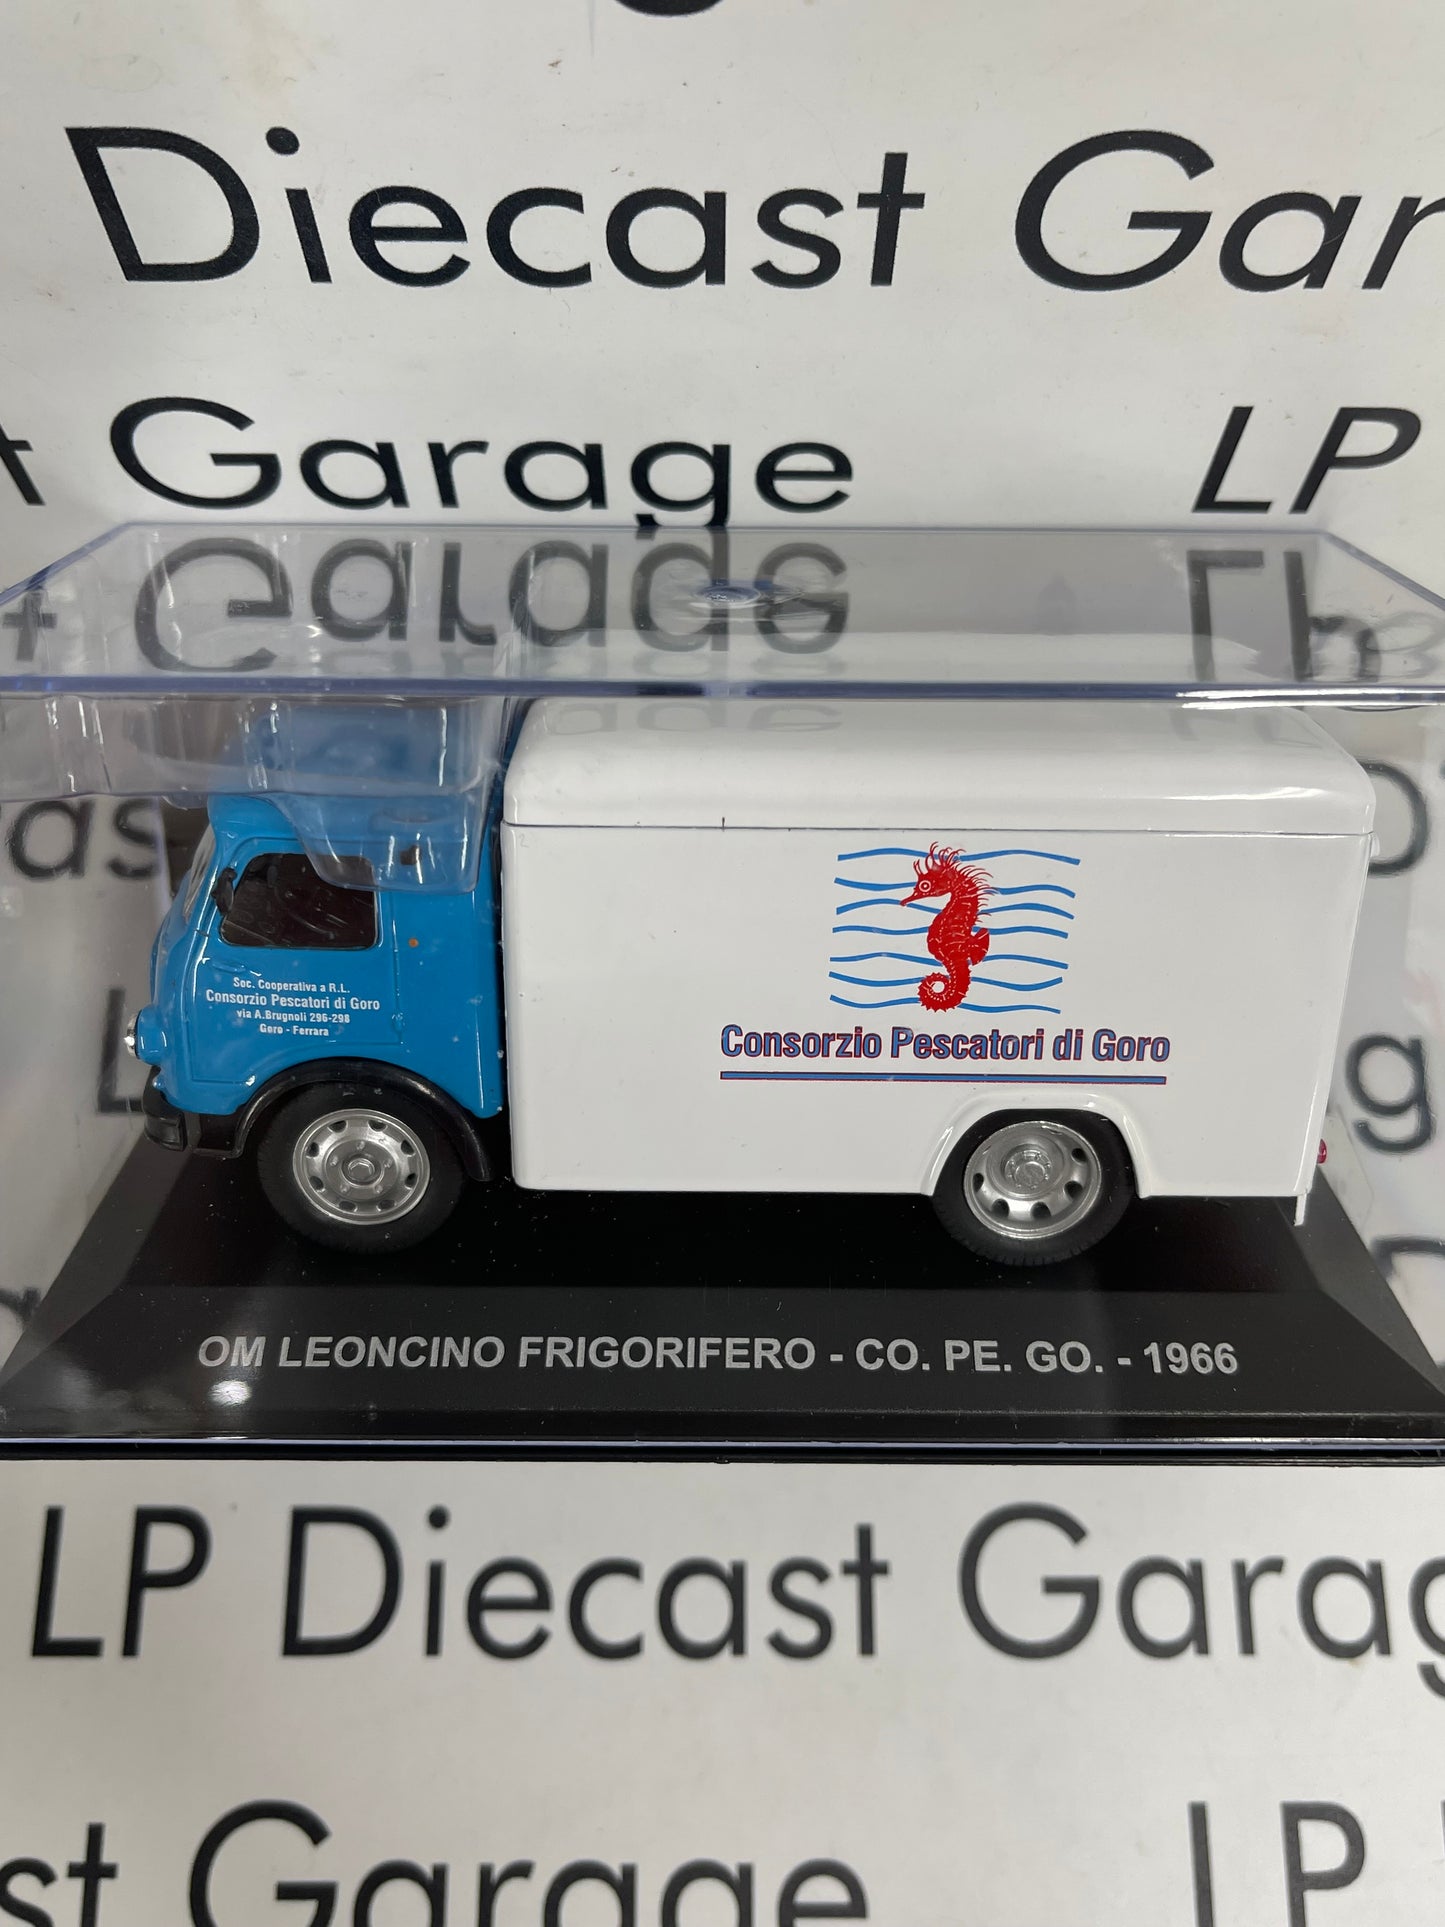 Diecast Gar
t Garage
LP
Soc. Cooperativa a R.L.
Consorzio Pescatori di Goro
via A.Brugnoli 296-298
Goro - Ferrara
Consorzio Pescatori di Goro
OM LEONCINO FRIGORIFERO - CO. PE. GO. - 1966
LP Diecast Garag
st Garage
LP